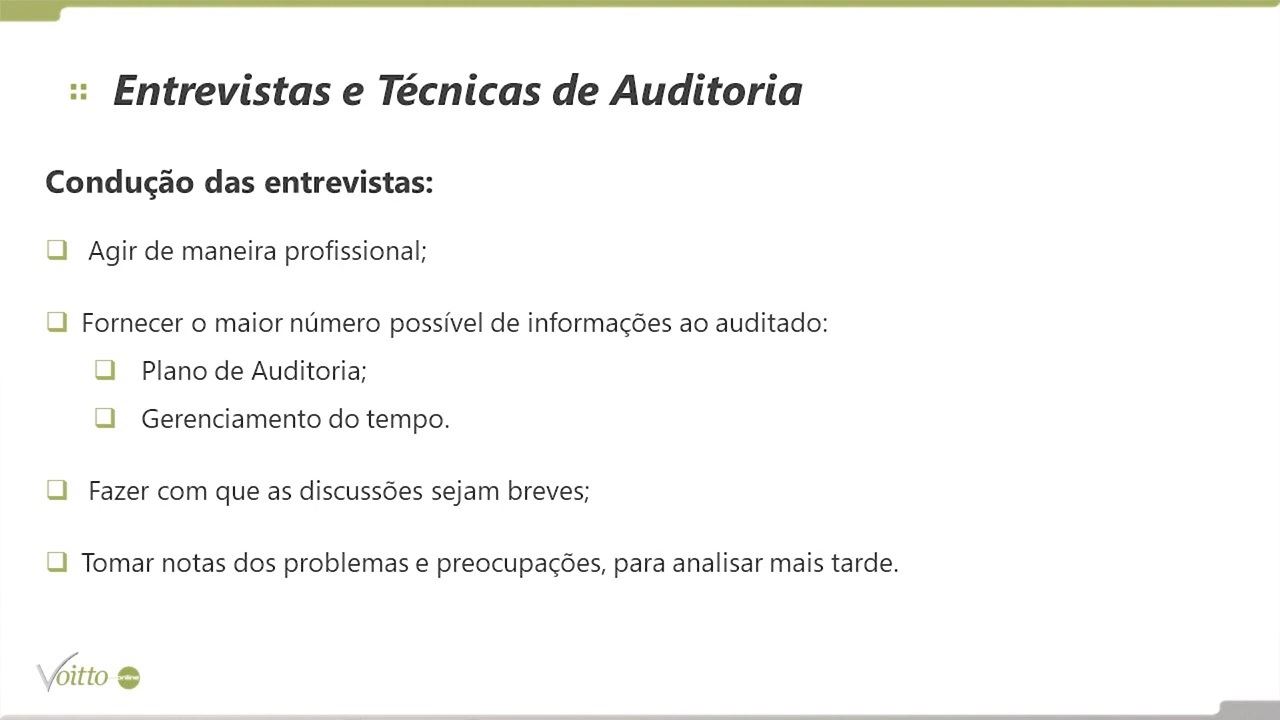 Entrevistas e Técnicas de Auditoria
Condução das entrevistas:
Agir de maneira profissional;
Fornecer o maior número possível de informações ao auditado:
Plano de Auditoria;
Gerenciamento do tempo.
Fazer com que as discussões sejam breves;
Tomar notas dos problemas e preocupações, para analisar mais tarde.
Voitto online